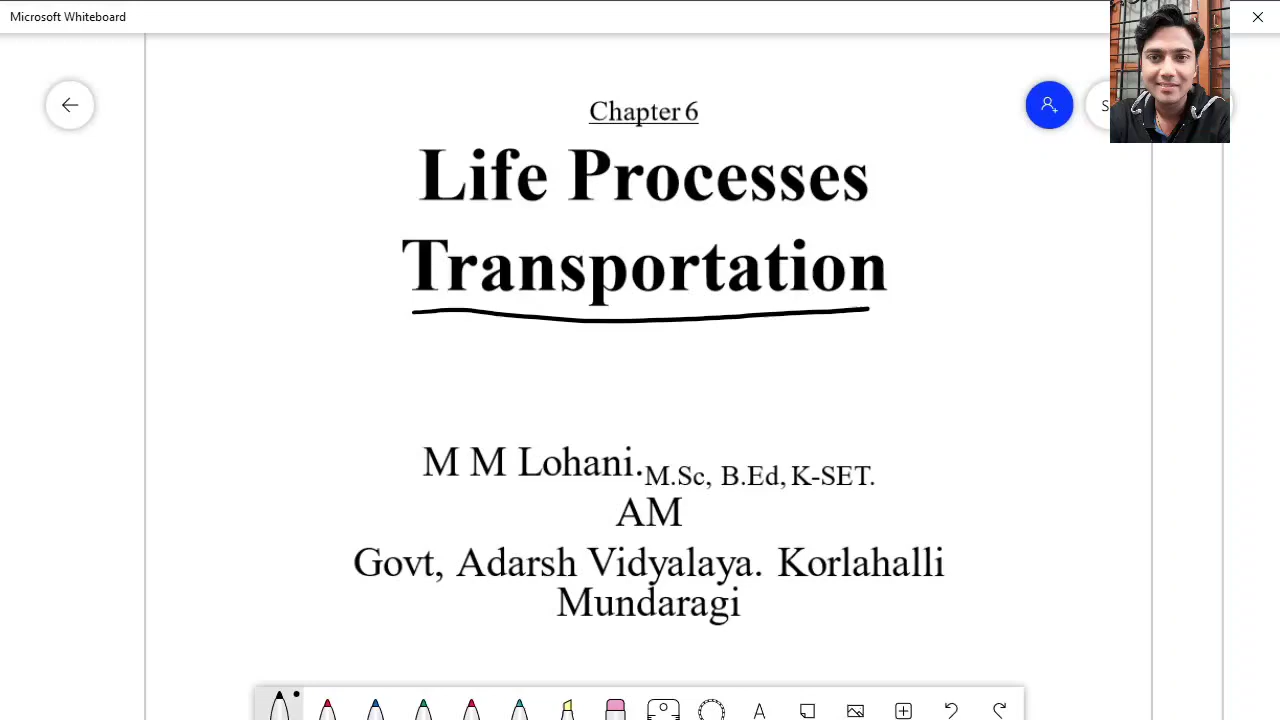 Microsoft Whiteboard
Chapter 6
S
Life Processes
Transportation
M M Lohani.M.Sc, B.Ed, K-SET.
AM
Govt, Adarsh Vidyalaya. Korlahalli
Mundaragi